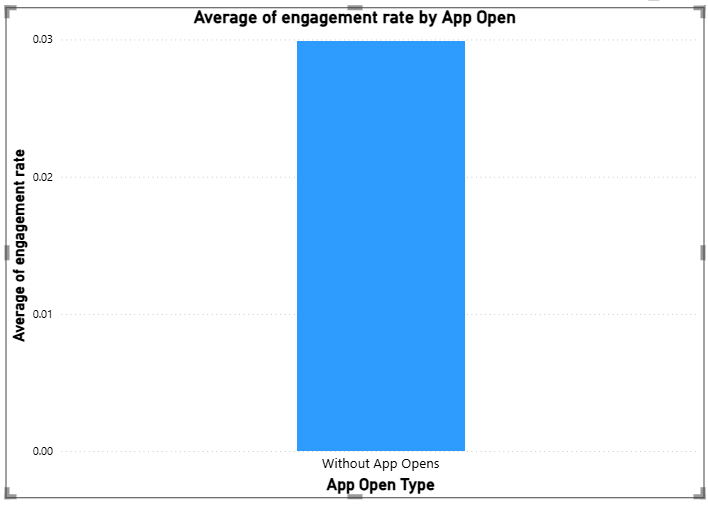 Average of engagement rate by App Open
0.03
0.02
0.01
0.00
Average of engagement rate
Without App Opens
App Open Type